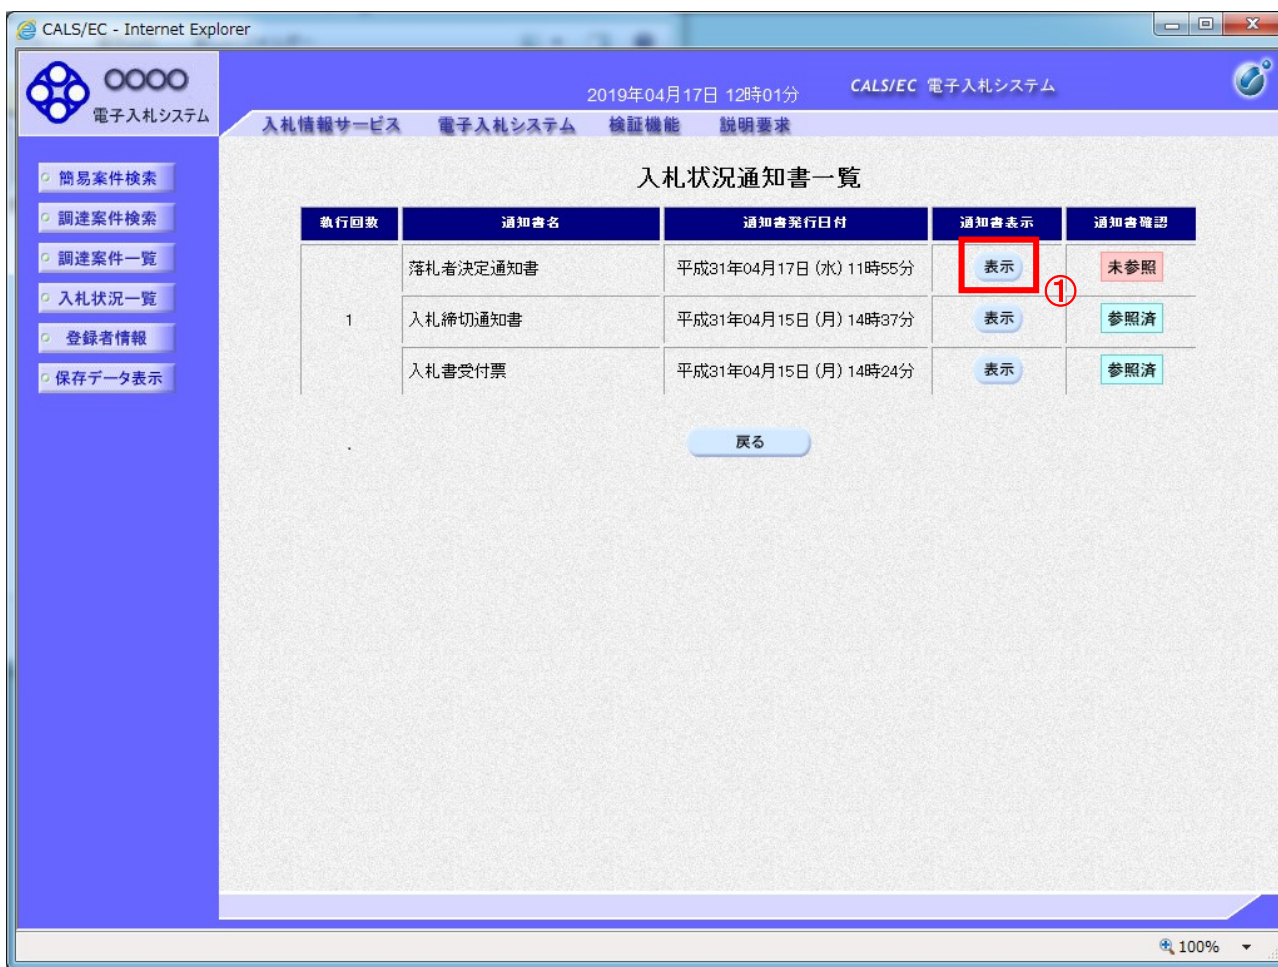 CALS/EC - Internet Explorer
○○○○
電子入札システム
2019年04月17日 12時01分
CALS/EC 電子入札システム
入札情報サービス 電子入札システム 検証機能 説明要求
簡易案件検索
調達案件検索
調達案件一覧
入札状況一覧
登録者情報
保存データ表示
入札状況通知書一覧
執行回数 通知書名 通知書発行日付 通知書表示 通知書確認
落札者決定通知書 平成31年04月17日 (水) 11時55分 表示 未参照
①
1 入札締切通知書 平成31年04月15日 (月) 14時37分 表示 参照済
入札書受付票 平成31年04月15日 (月) 14時24分 表示 参照済
.
戻る
100%